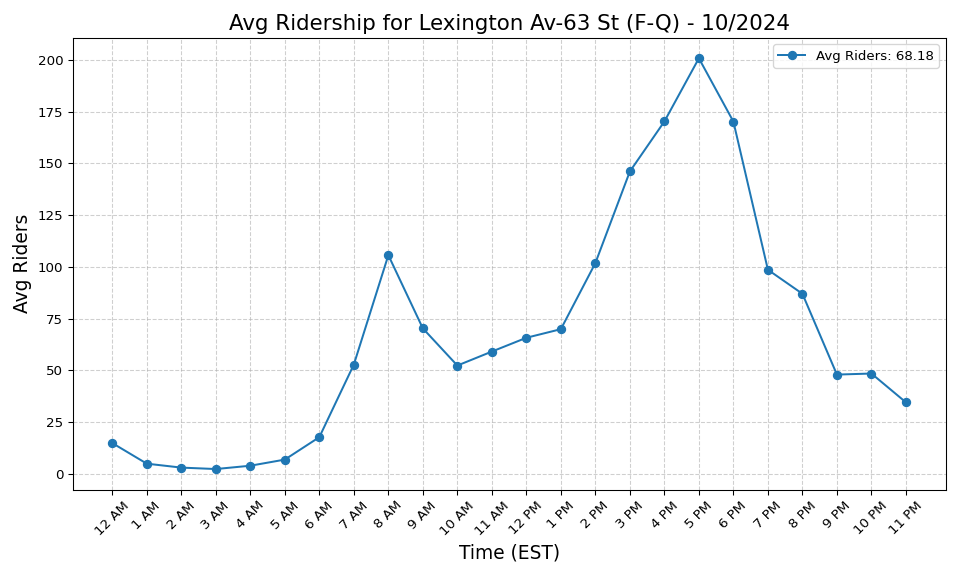 Avg Ridership for Lexington Av-63 St (F-Q) - 10/2024
Avg Riders: 68.18
Avg Riders
200
175
150
125
100
75
50
25
0
12 AM
1 AM
2 AM
3 AM
4 AM
5 AM
6 AM
7 AM
8 AM
9 AM
10 AM
11 AM
12 PM
1 PM
2 PM
3 PM
4 PM
5 PM
6 PM
7 PM
8 PM
9 PM
10 PM
11 PM
Time (EST)